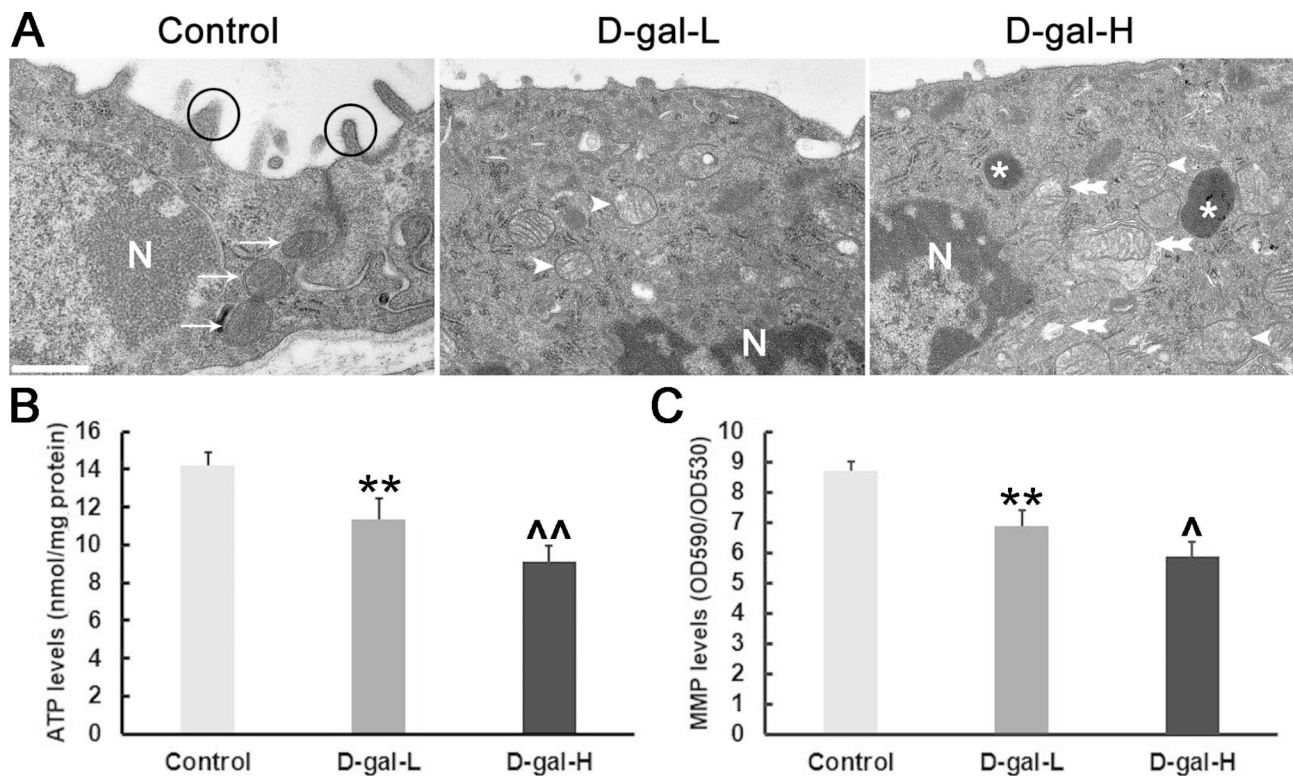 A
Control
D-gal-L
D-gal-H
N
N
*
*
N
B
ATP levels (nmol/mg protein)
16
14
12
10
8
6
4
2
0
**
^^
Control
D-gal-L
D-gal-H
C
MMP levels (OD590/OD530)
10
9
8
7
6
5
4
3
2
1
0
**
^
Control
D-gal-L
D-gal-H